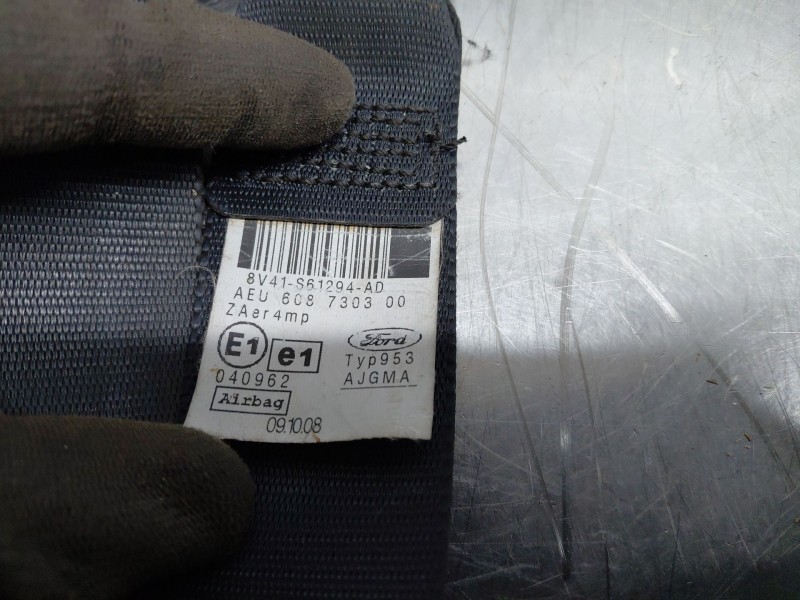 8V41-S61294-AD
AEU 608 7303 00
ZAer4mp
E1 e1 Ford
Typ953
040962 AJGMA
Airbag
09.10.08